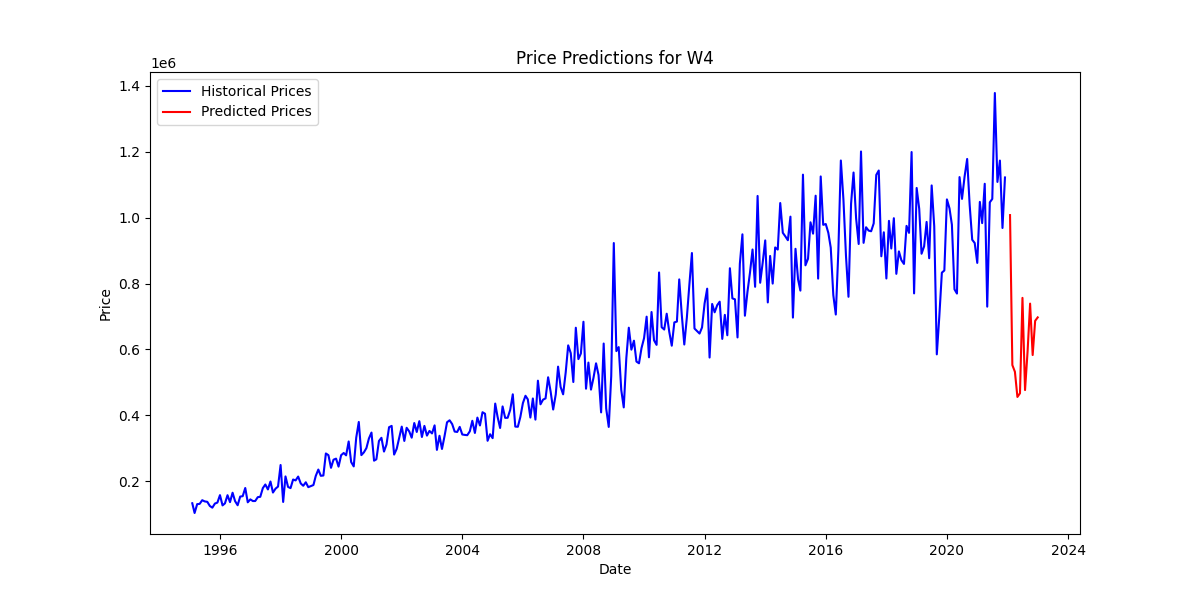 Price Predictions for W4
1e6
Historical Prices
Predicted Prices
1.4
1.2
1.0
0.8
0.6
0.4
0.2
Price
1996 2000 2004 2008 2012 2016 2020 2024
Date